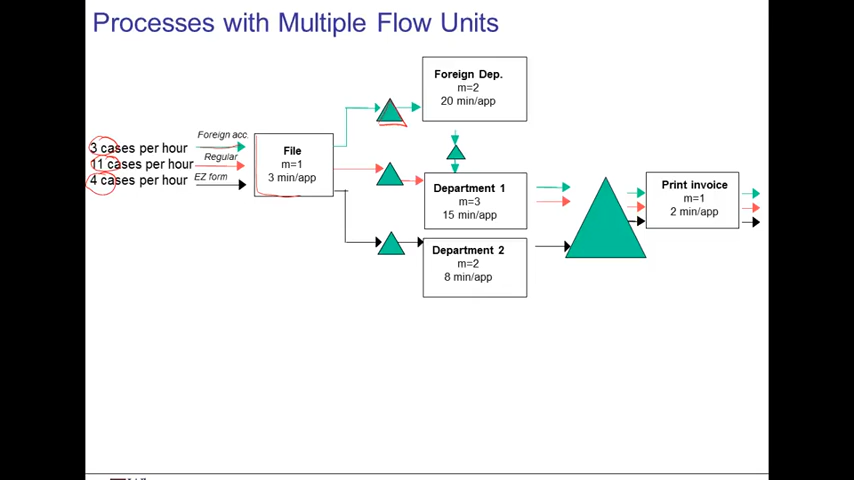 Processes with Multiple Flow Units
Foreign Dep.
m=2
20 min/app
3 cases per hour
11 cases per hour
4 cases per hour
Foreign acc.
Regular
EZ form
File
m=1
3 min/app
Department 1
m=3
15 min/app
Department 2
m=2
8 min/app
Print invoice
m=1
2 min/app